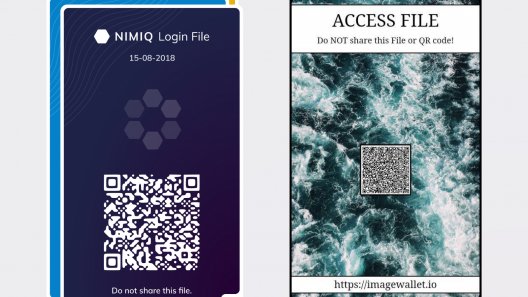 NIMIQ Login File
15-08-2018
Do not share this file.
ACCESS FILE
Do NOT share this File or QR code!
https://imagewallet.io